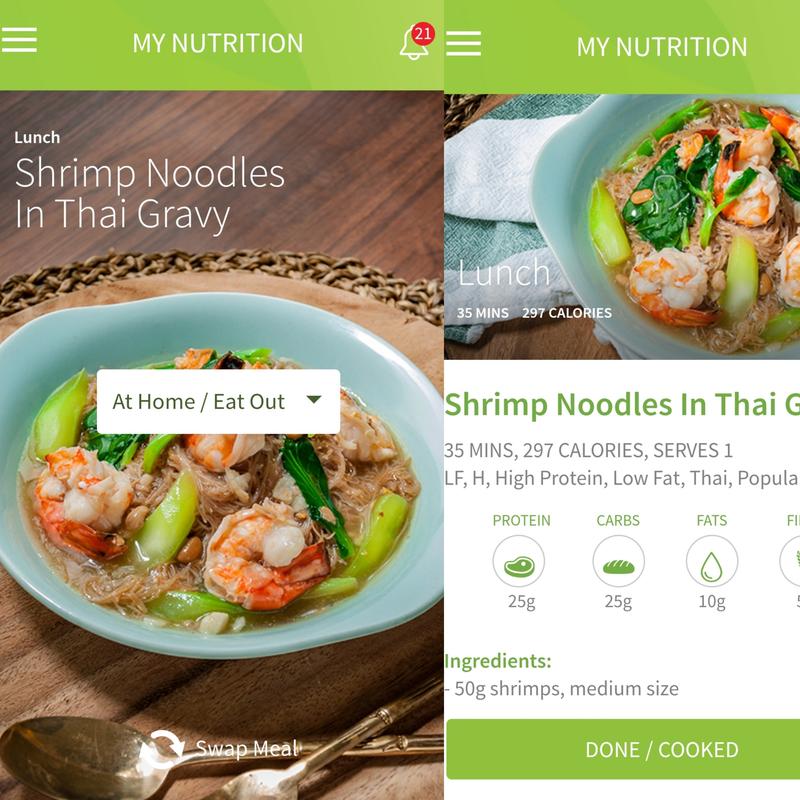 MY NUTRITION
21
Lunch
Shrimp Noodles
In Thai Gravy
At Home / Eat Out
Swap Meal
MY NUTRITION
Lunch
35 MINS 297 CALORIES
Shrimp Noodles In Thai G
35 MINS, 297 CALORIES, SERVES 1
LF, H, High Protein, Low Fat, Thai, Popula
PROTEIN CARBS FATS FI
25g 25g 10g 5
Ingredients:
- 50g shrimps, medium size
DONE / COOKED